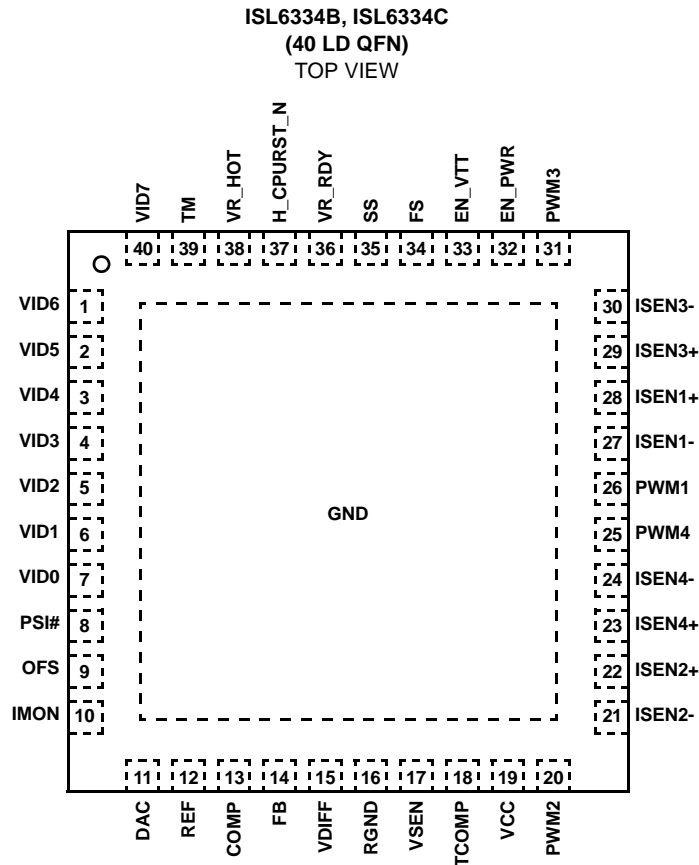 ISL6334B, ISL6334C
(40 LD QFN)
TOP VIEW
VID7
TM
VR_HOT
H_CPURST_N
VR_RDY
SS
FS
EN_VTT
EN_PWR
PWM3
40 39 38 37 36 35 34 33 32 31
VID6 1
VID5 2
VID4 3
VID3 4
VID2 5
VID1 6
VID0 7
PSI# 8
OFS 9
IMON 10
GND
30 ISEN3-
29 ISEN3+
28 ISEN1+
27 ISEN1-
26 PWM1
25 PWM4
24 ISEN4-
23 ISEN4+
22 ISEN2+
21 ISEN2-
11 12 13 14 15 16 17 18 19 20
DAC
REF
COMP
FB
VDIFF
RGND
VSEN
TCOMP
VCC
PWM2